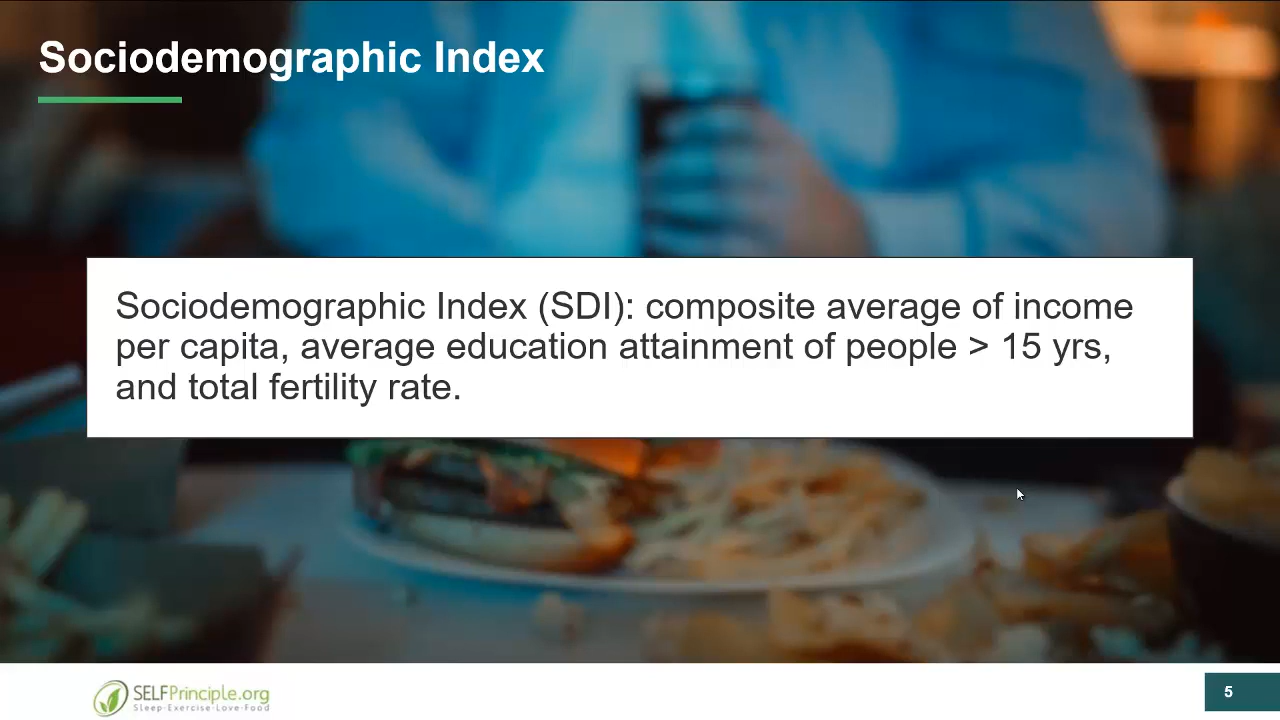 Sociodemographic Index
Sociodemographic Index (SDI): composite average of income
per capita, average education attainment of people > 15 yrs,
and total fertility rate.
SELFPrinciple.org
Sleep-Exercise-Love-Food
5